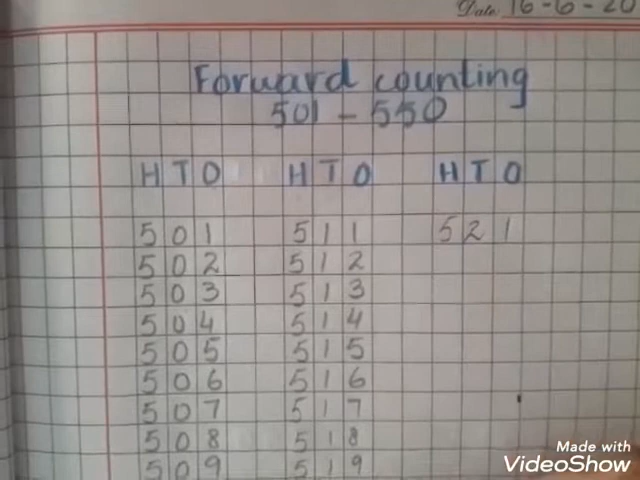 Date 16-6-20
Forward counting
501 - 550
H T O H T O H T O
5 0 1 5 1 1 5 2 1
5 0 2 5 1 2
5 0 3 5 1 3
5 0 4 5 1 4
5 0 5 5 1 5
5 0 6 5 1 6
5 0 7 5 1 7
5 0 8 5 1 8
5 0 9 5 1 9
Made with
VideoShow